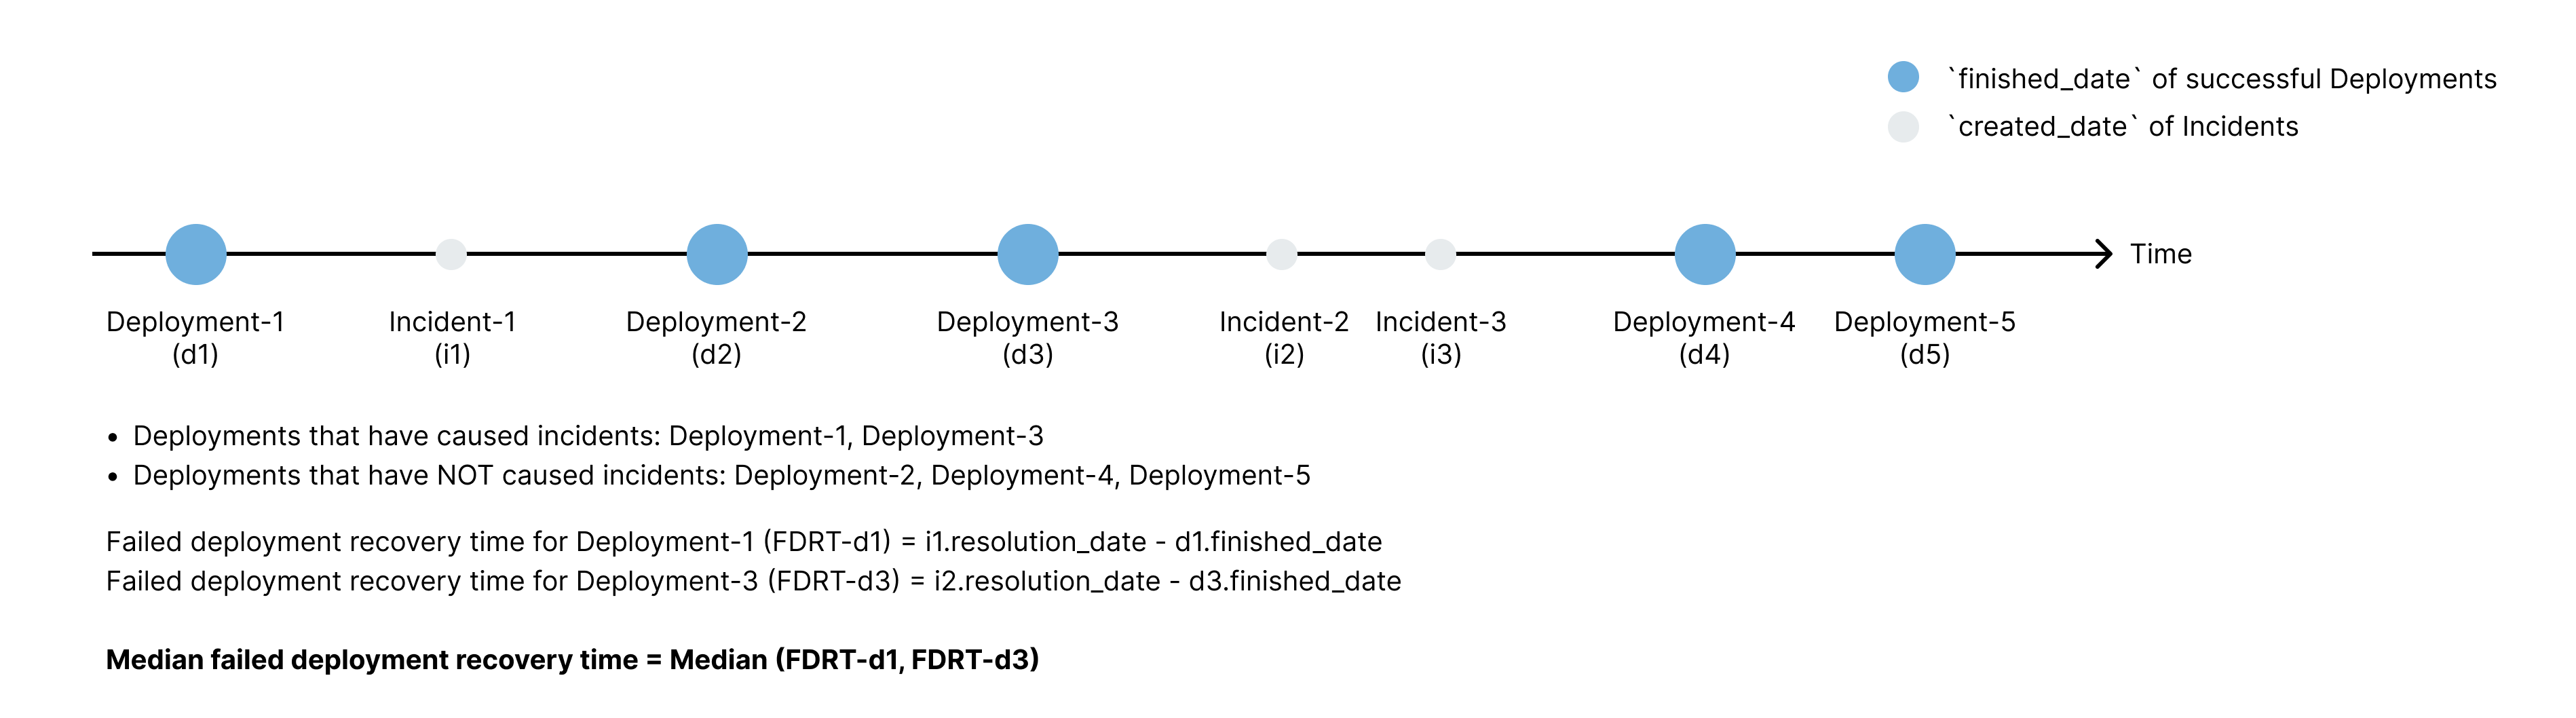 `finished_date` of successful Deployments
`created_date` of Incidents
Time
Deployment-1
(d1)
Incident-1
(i1)
Deployment-2
(d2)
Deployment-3
(d3)
Incident-2
(i2)
Incident-3
(i3)
Deployment-4
(d4)
Deployment-5
(d5)
• Deployments that have caused incidents: Deployment-1, Deployment-3
• Deployments that have NOT caused incidents: Deployment-2, Deployment-4, Deployment-5
Failed deployment recovery time for Deployment-1 (FDRT-d1) = i1.resolution_date - d1.finished_date
Failed deployment recovery time for Deployment-3 (FDRT-d3) = i2.resolution_date - d3.finished_date
Median failed deployment recovery time = Median (FDRT-d1, FDRT-d3)